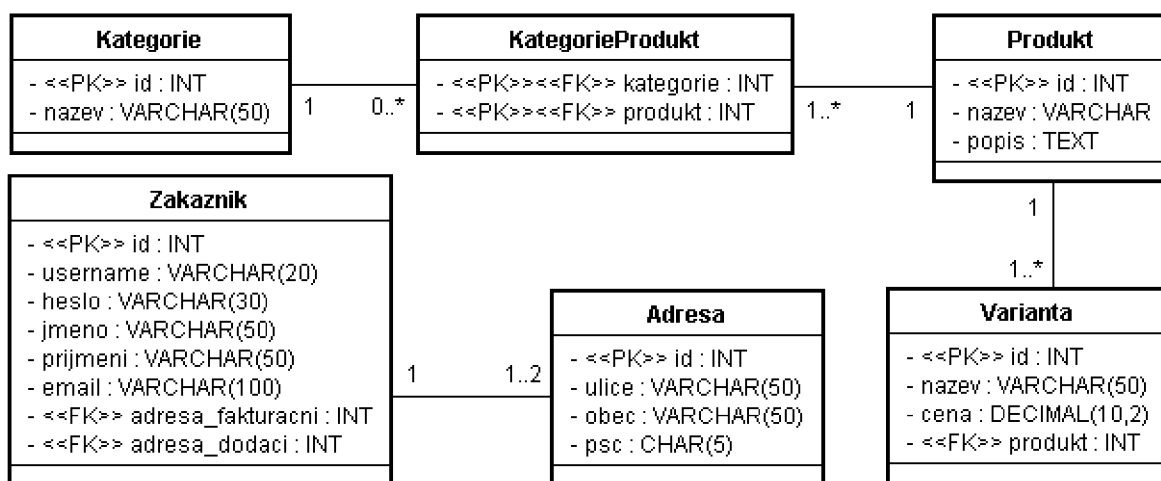 Kategorie
- <<PK>> id : INT
- nazev : VARCHAR(50)
1
0..*
KategorieProdukt
- <<PK>><<FK>> kategorie : INT
- <<PK>><<FK>> produkt : INT
1..*
1
Produkt
- <<PK>> id : INT
- nazev : VARCHAR
- popis : TEXT
1
1..*
Zakaznik
- <<PK>> id : INT
- username : VARCHAR(20)
- heslo : VARCHAR(30)
- jmeno : VARCHAR(50)
- prijmeni : VARCHAR(50)
- email : VARCHAR(100)
- <<FK>> adresa_fakturacni : INT
- <<FK>> adresa_dodaci : INT
1
1..2
Adresa
- <<PK>> id : INT
- ulice : VARCHAR(50)
- obec : VARCHAR(50)
- psc : CHAR(5)
Varianta
- <<PK>> id : INT
- nazev : VARCHAR(50)
- cena : DECIMAL(10,2)
- <<FK>> produkt : INT